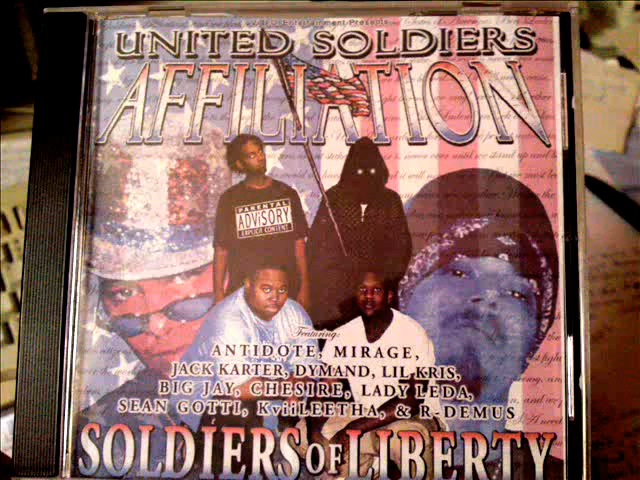 Entertainment Presents
UNITED SOLDIERS
AFFILIATION
PARENTAL
ADVISORY
EXPLICIT CONTENT
Featuring:
ANTIDOTE, MIRAGE,
JACK KARTER, DYMAND, LIL KRIS,
BIG JAY, CHESIRE, LADY LEDA,
SEAN GOTTI, KviiLEETHA, & R-DEMUS
SOLDIERS OF LIBERTY